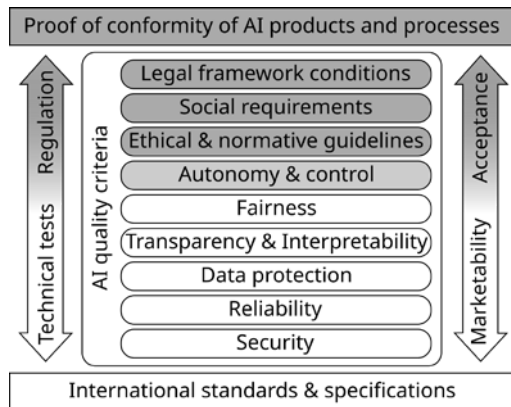 Proof of conformity of AI products and processes
Regulation
Technical tests
AI quality criteria
Legal framework conditions
Social requirements
Ethical & normative guidelines
Autonomy & control
Fairness
Transparency & Interpretability
Data protection
Reliability
Security
Acceptance
Marketability
International standards & specifications